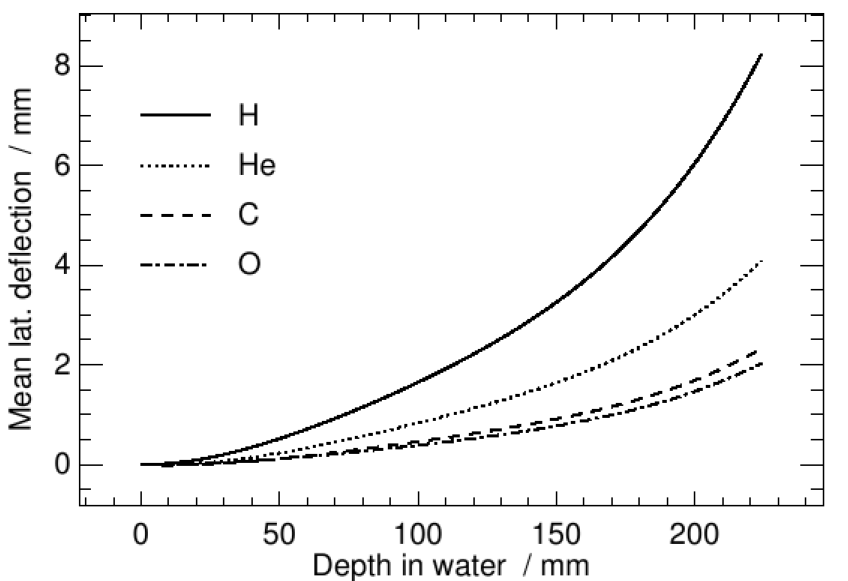 8
6
4
2
0
Mean lat. deflection / mm
H
He
C
O
0 50 100 150 200
Depth in water / mm